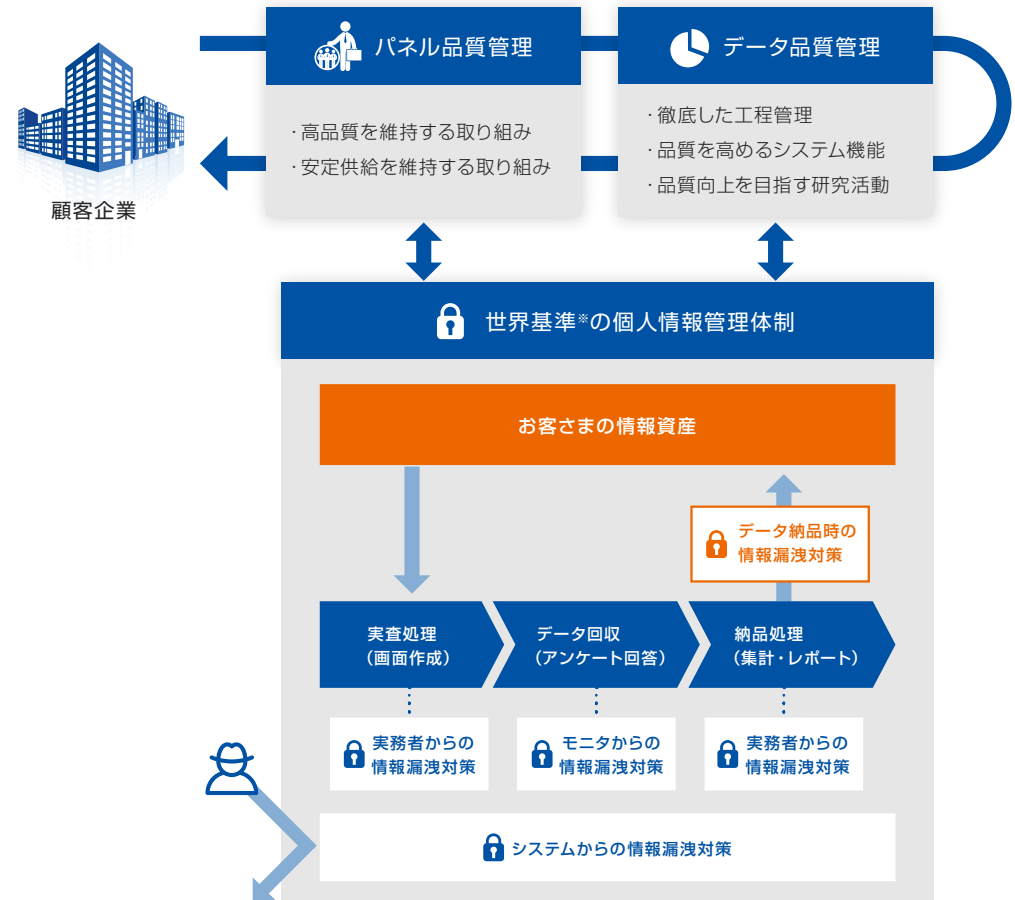 パネル品質管理
・高品質を維持する取り組み
・安定供給を維持する取り組み
データ品質管理
・徹底した工程管理
・品質を高めるシステム機能
・品質向上を目指す研究活動
顧客企業
世界基準※の個人情報管理体制
お客さまの情報資産
データ納品時の
情報漏洩対策
実査処理
（画面作成）
データ回収
（アンケート回答）
納品処理
（集計・レポート）
実務者からの
情報漏洩対策
モニタからの
情報漏洩対策
実務者からの
情報漏洩対策
システムからの情報漏洩対策